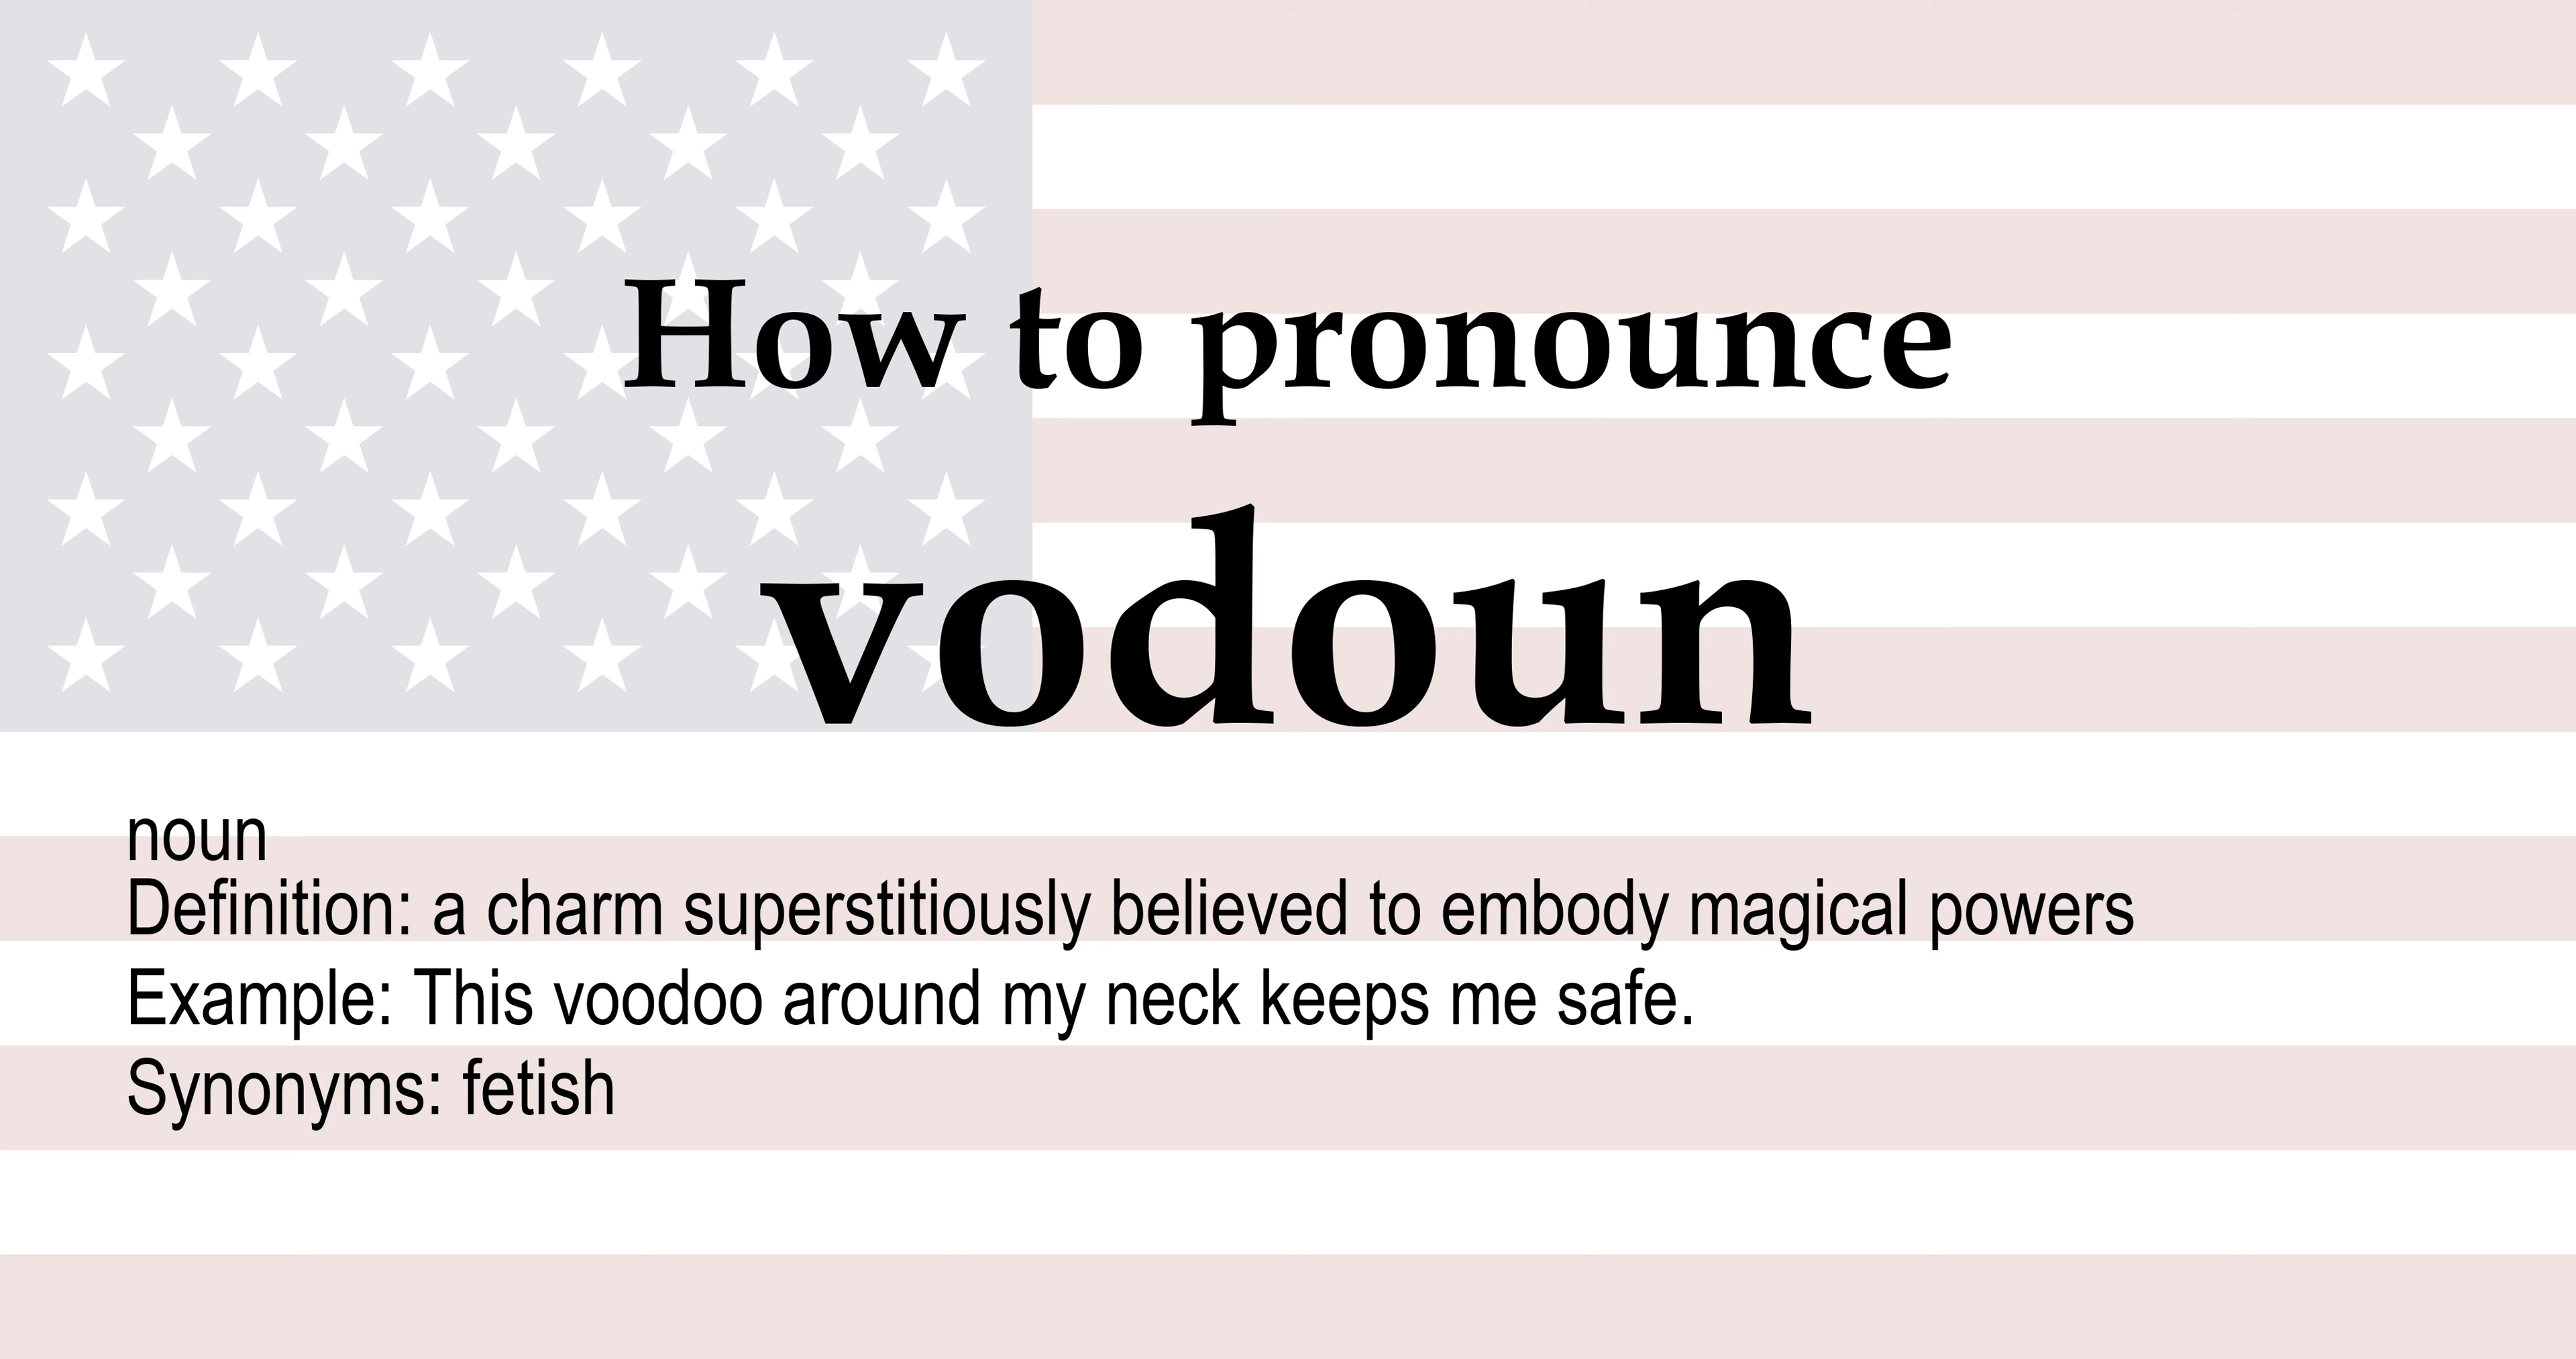 How to pronounce
vodoun
noun
Definition: a charm superstitiously believed to embody magical powers
Example: This voodoo around my neck keeps me safe.
Synonyms: fetish